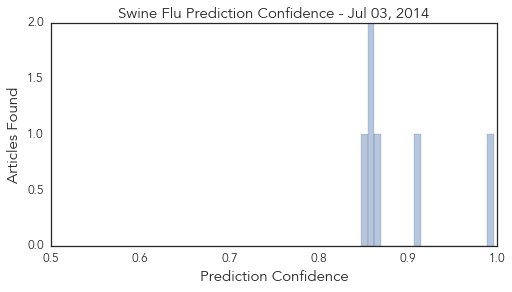 Swine Flu Prediction Confidence - Jul 03, 2014
2.0
1.5
1.0
0.5
0.0
Articles Found
0.5 0.6 0.7 0.8 0.9 1.0
Prediction Confidence